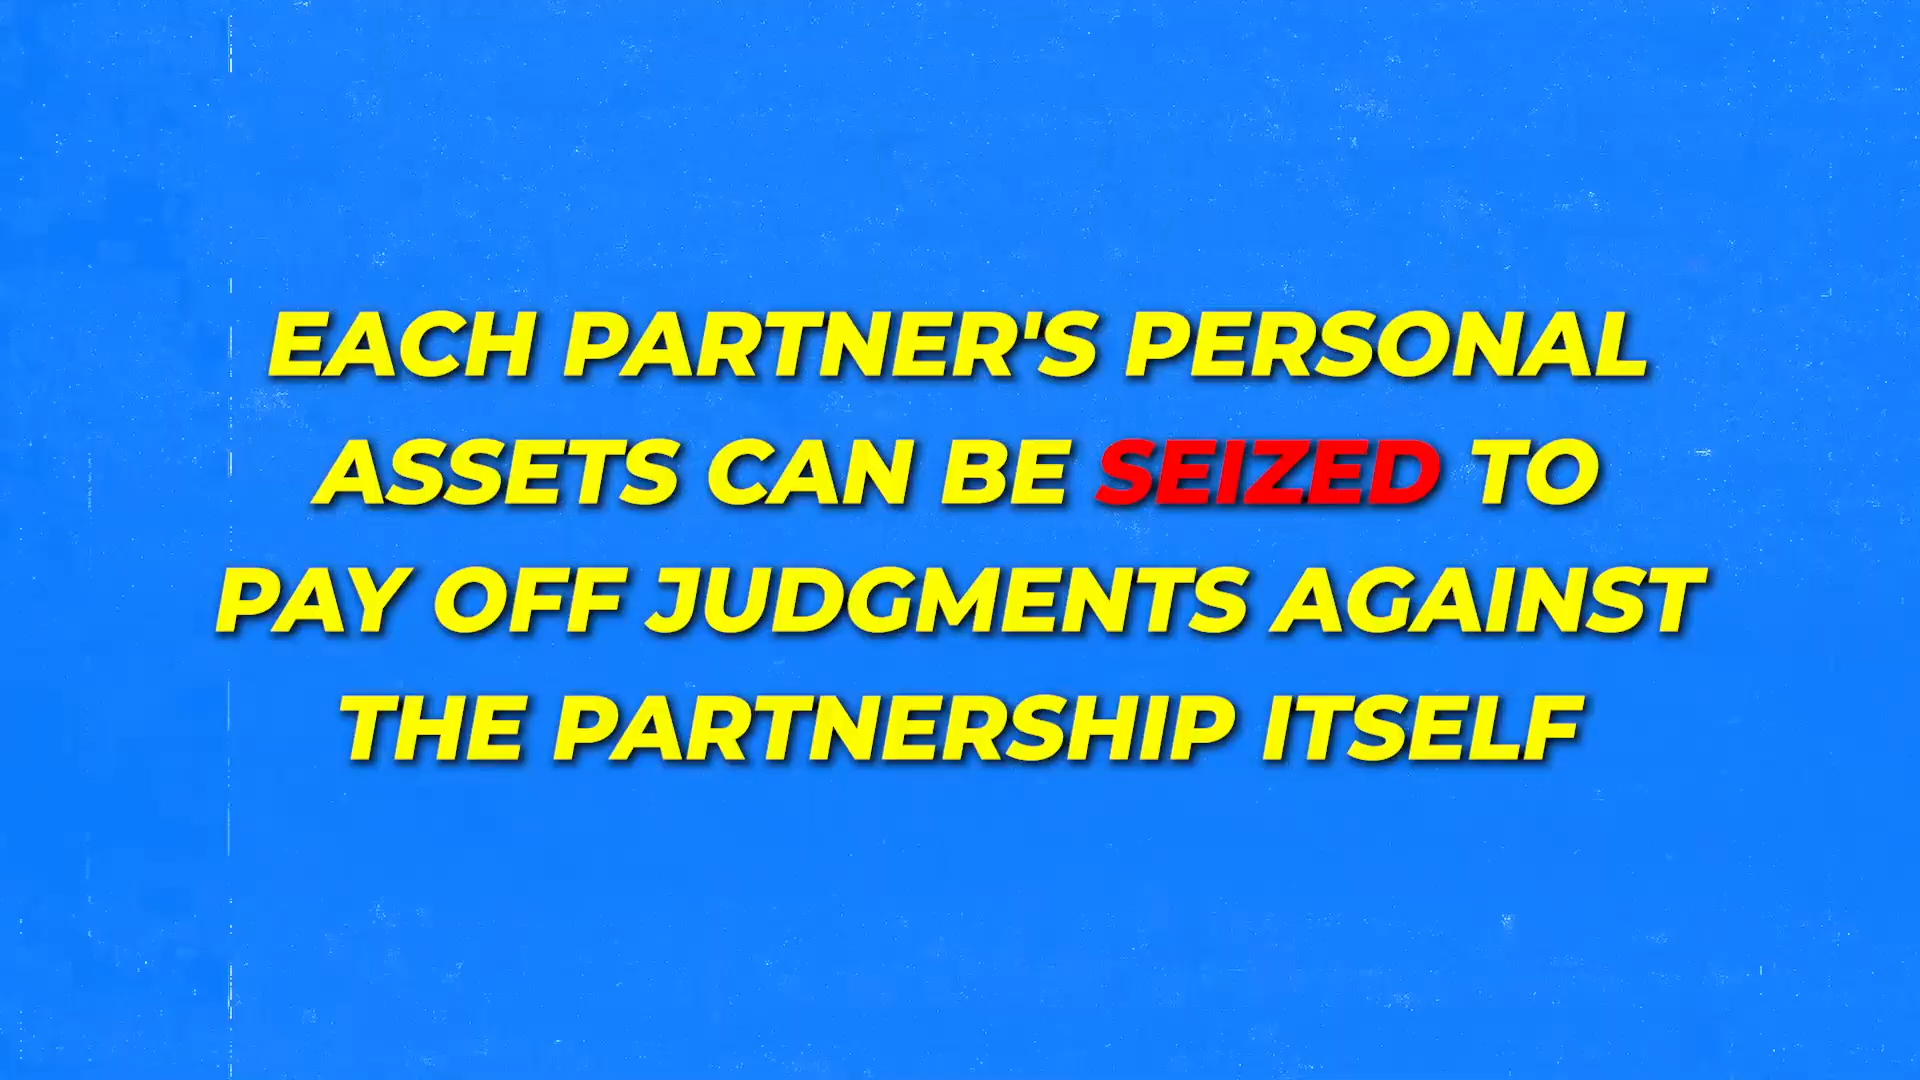 EACH PARTNER'S PERSONAL
ASSETS CAN BE SEIZED TO
PAY OFF JUDGMENTS AGAINST
THE PARTNERSHIP ITSELF